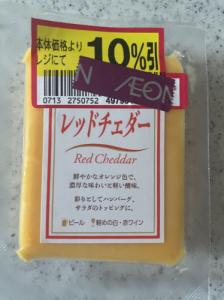 本体価格より
レジにて
10%引
ÆON
0713 2750752
レッドチェダー
Red Cheddar
鮮やかなオレンジ色で、
濃厚な味わいと軽い酸味。
彩りとしてハンバーグ、
サラダのトッピングに。
ビール 軽めの白・赤ワイン